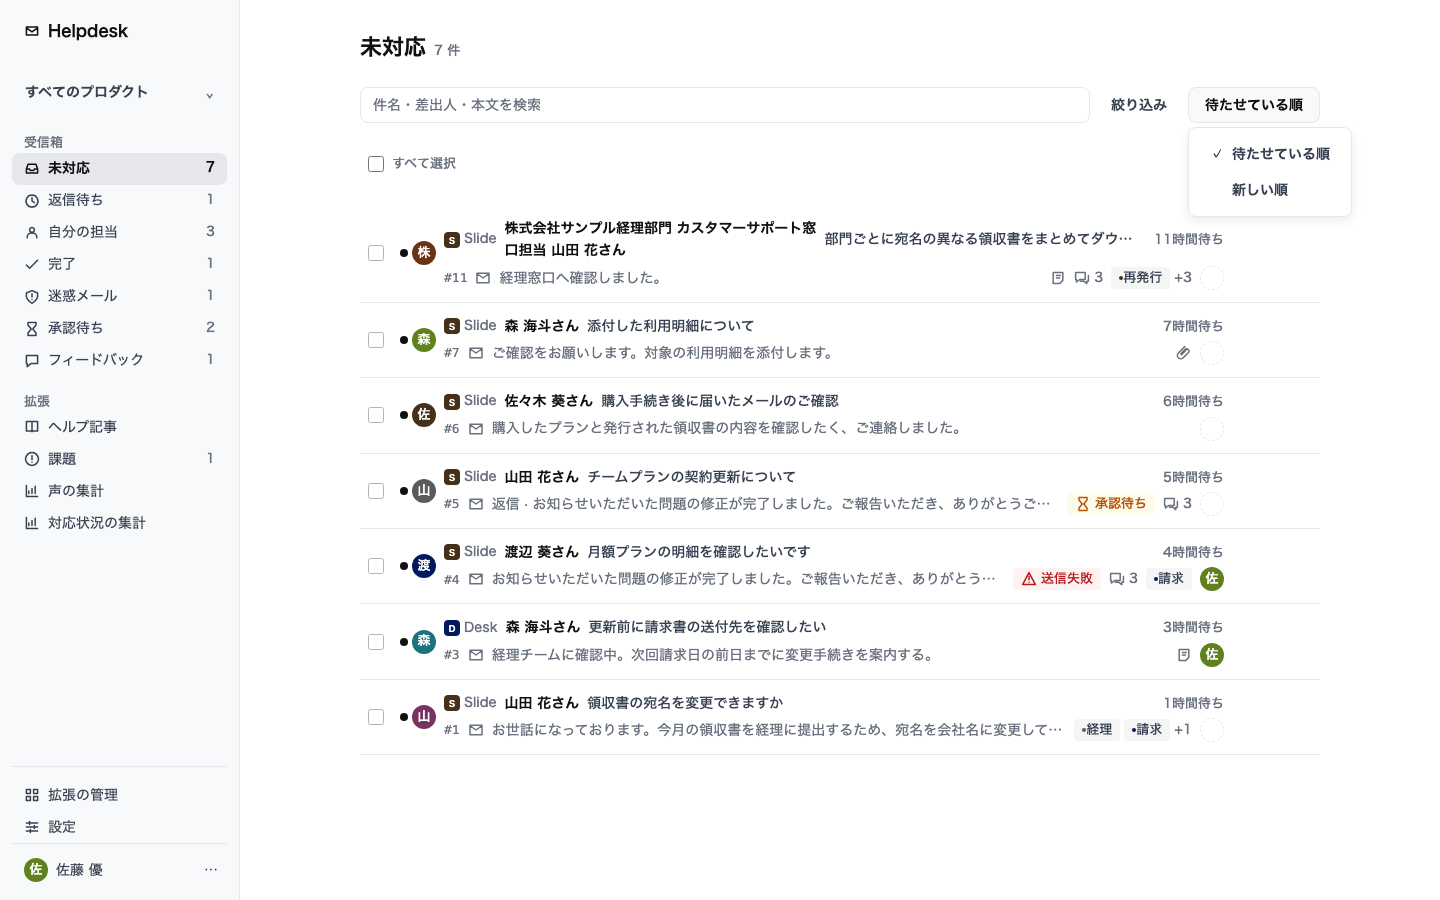 Helpdesk
すべてのプロダクト
受信箱
未対応 7
返信待ち 1
自分の担当 3
完了 1
迷惑メール 1
承認待ち 2
フィードバック 1
拡張
ヘルプ記事
課題 1
声の集計
対応状況の集計
拡張の管理
設定
佐 佐藤 優 …
未対応 7 件
件名・差出人・本文を検索 絞り込み 待たせている順
✓ 待たせている順
新しい順
すべて選択
株 S Slide 株式会社サンプル経理部門 カスタマーサポート窓
口担当 山田 花さん 部門ごとに宛名の異なる領収書をまとめてダウ… 11時間待ち
#11 経理窓口へ確認しました。 3 •再発行 +3
森 S Slide 森 海斗さん 添付した利用明細について 7時間待ち
#7 ご確認をお願いします。対象の利用明細を添付します。
佐 S Slide 佐々木 葵さん 購入手続き後に届いたメールのご確認 6時間待ち
#6 購入したプランと発行された領収書の内容を確認したく、ご連絡しました。
山 S Slide 山田 花さん チームプランの契約更新について 5時間待ち
#5 返信 · お知らせいただいた問題の修正が完了しました。ご報告いただき、ありがとうご… 承認待ち 3
渡 S Slide 渡辺 葵さん 月額プランの明細を確認したいです 4時間待ち
#4 お知らせいただいた問題の修正が完了しました。ご報告いただき、ありがとう… 送信失敗 3 •請求 佐
森 D Desk 森 海斗さん 更新前に請求書の送付先を確認したい 3時間待ち
#3 経理チームに確認中。次回請求日の前日までに変更手続きを案内する。 佐
山 S Slide 山田 花さん 領収書の宛名を変更できますか 1時間待ち
#1 お世話になっております。今月の領収書を経理に提出するため、宛名を会社名に変更して… •経理 •請求 +1